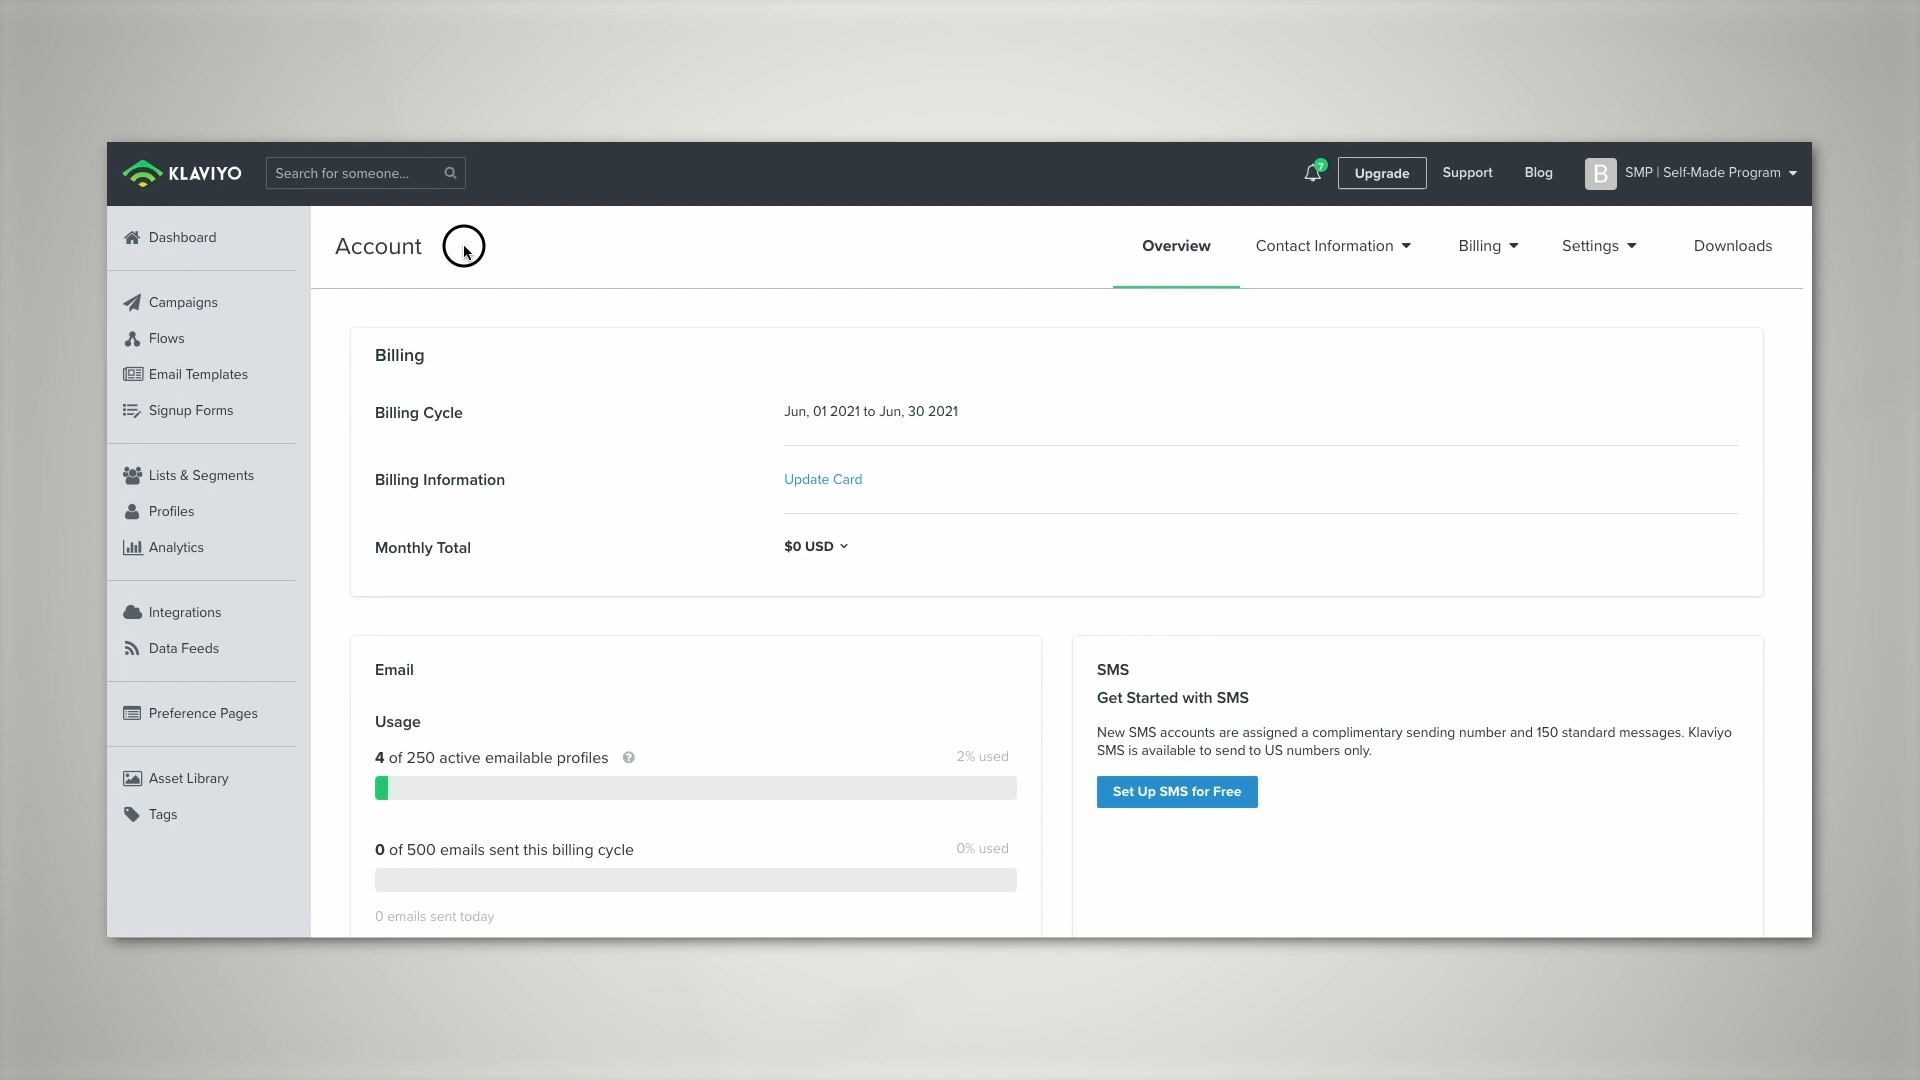 KLAVIYO
Search for someone...
7
Upgrade
Support
Blog
B
SMP | Self-Made Program
Dashboard
Campaigns
Flows
Email Templates
Signup Forms
Lists & Segments
Profiles
Analytics
Integrations
Data Feeds
Preference Pages
Asset Library
Tags
Account
Overview
Contact Information
Billing
Settings
Downloads
Billing
Billing Cycle
Jun, 01 2021 to Jun, 30 2021
Billing Information
Update Card
Monthly Total
$0 USD
Email
Usage
4 of 250 active emailable profiles ?
2% used
0 of 500 emails sent this billing cycle
0% used
0 emails sent today
SMS
Get Started with SMS
New SMS accounts are assigned a complimentary sending number and 150 standard messages. Klaviyo
SMS is available to send to US numbers only.
Set Up SMS for Free